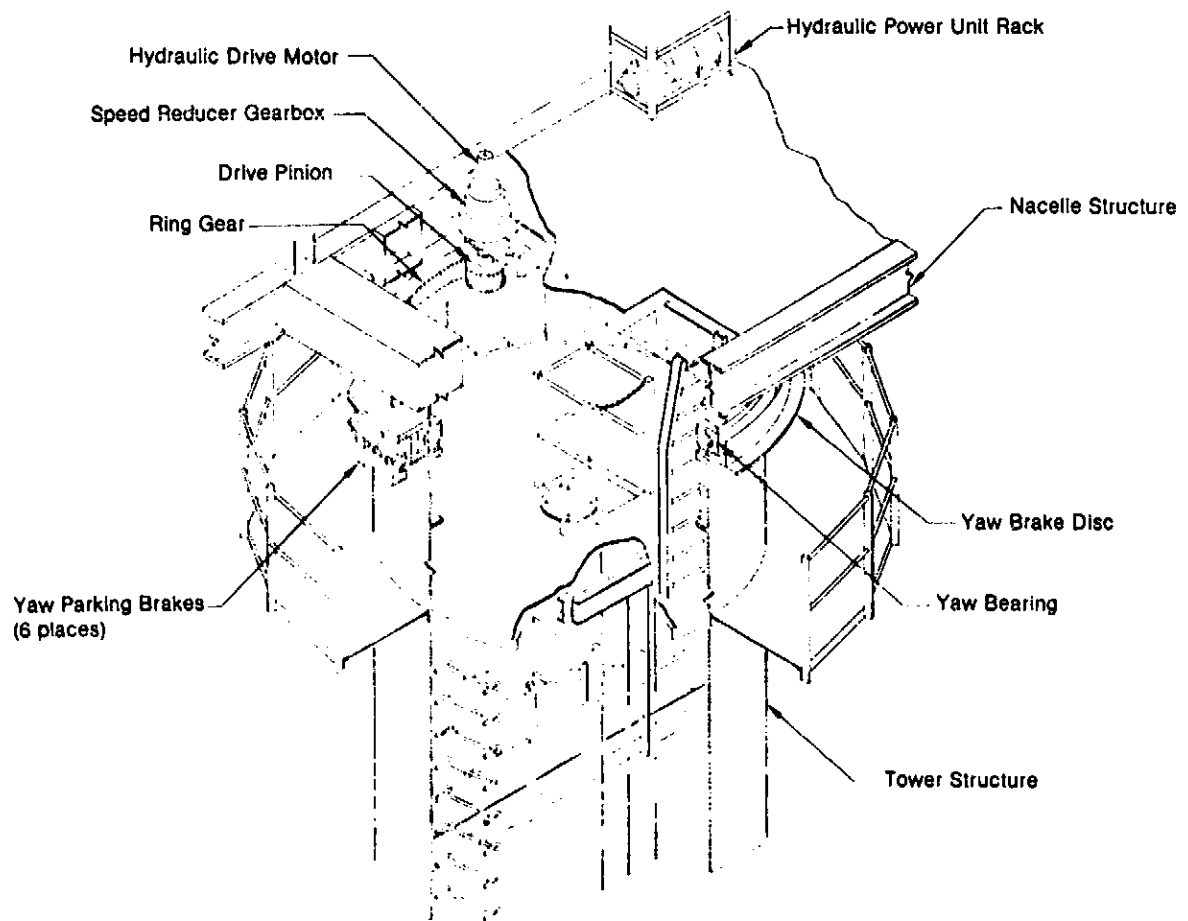 Hydraulic Power Unit Rack
Hydraulic Drive Motor
Speed Reducer Gearbox
Drive Pinion
Ring Gear
Nacelle Structure
Yaw Brake Disc
Yaw Bearing
Yaw Parking Brakes
(6 places)
Tower Structure